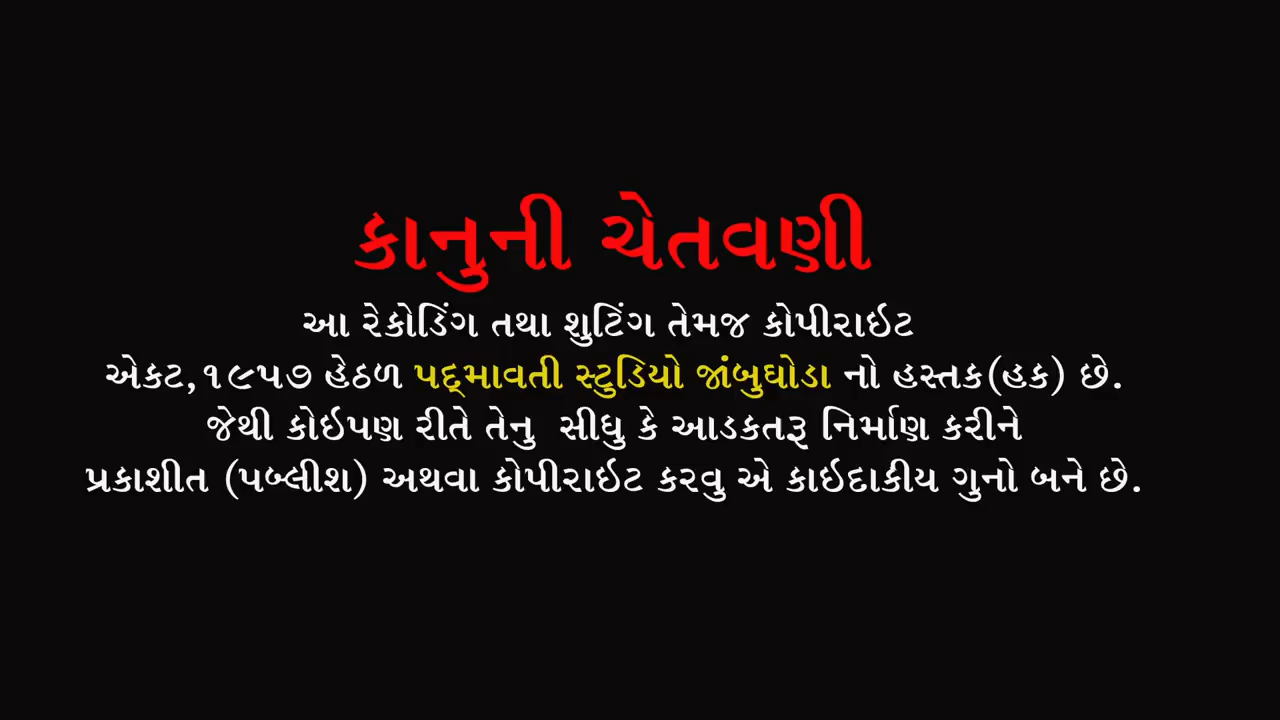 કાનુની ચેતવણી
આ રેકોડિંગ તથા શુટિંગ તેમજ કોપીરાઇટ
એકટ,૧૯૫૭ હેઠળ પદ્માવતી સ્ટુડિયો જાંબુઘોડા નો હસ્તક(હક) છે.
જેથી કોઇપણ રીતે તેનુ  સીધુ કે આડકતરૂ નિર્માણ કરીને
પ્રકાશીત (પબ્લીશ) અથવા કોપીરાઇટ કરવુ એ કાઇદાકીય ગુનો બને છે.